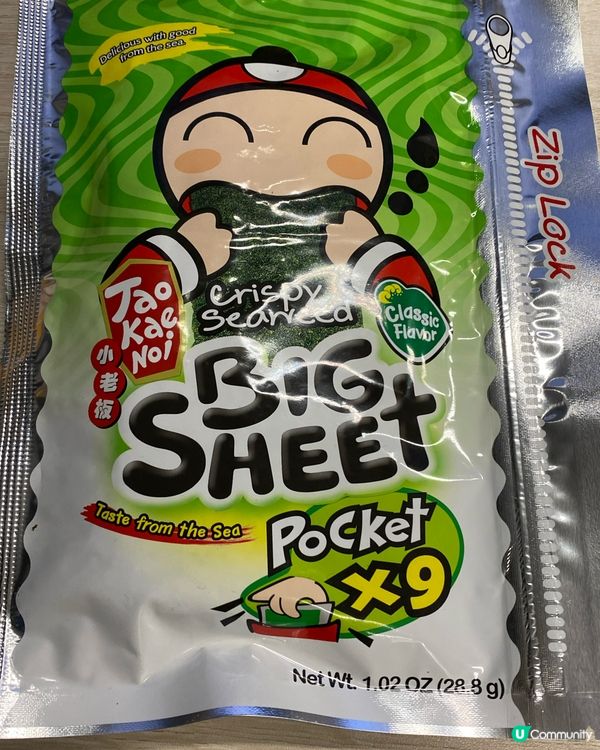 Delicious with good
from the sea.
Zip Lock
Tao
Kae
Noi
小
老
板
Crispy
Seaweed
Classic
Flavor
BIG
SHEET
Taste from the Sea
Pocket
x9
Net Wt. 1.02 OZ (28.8 g)
U Community